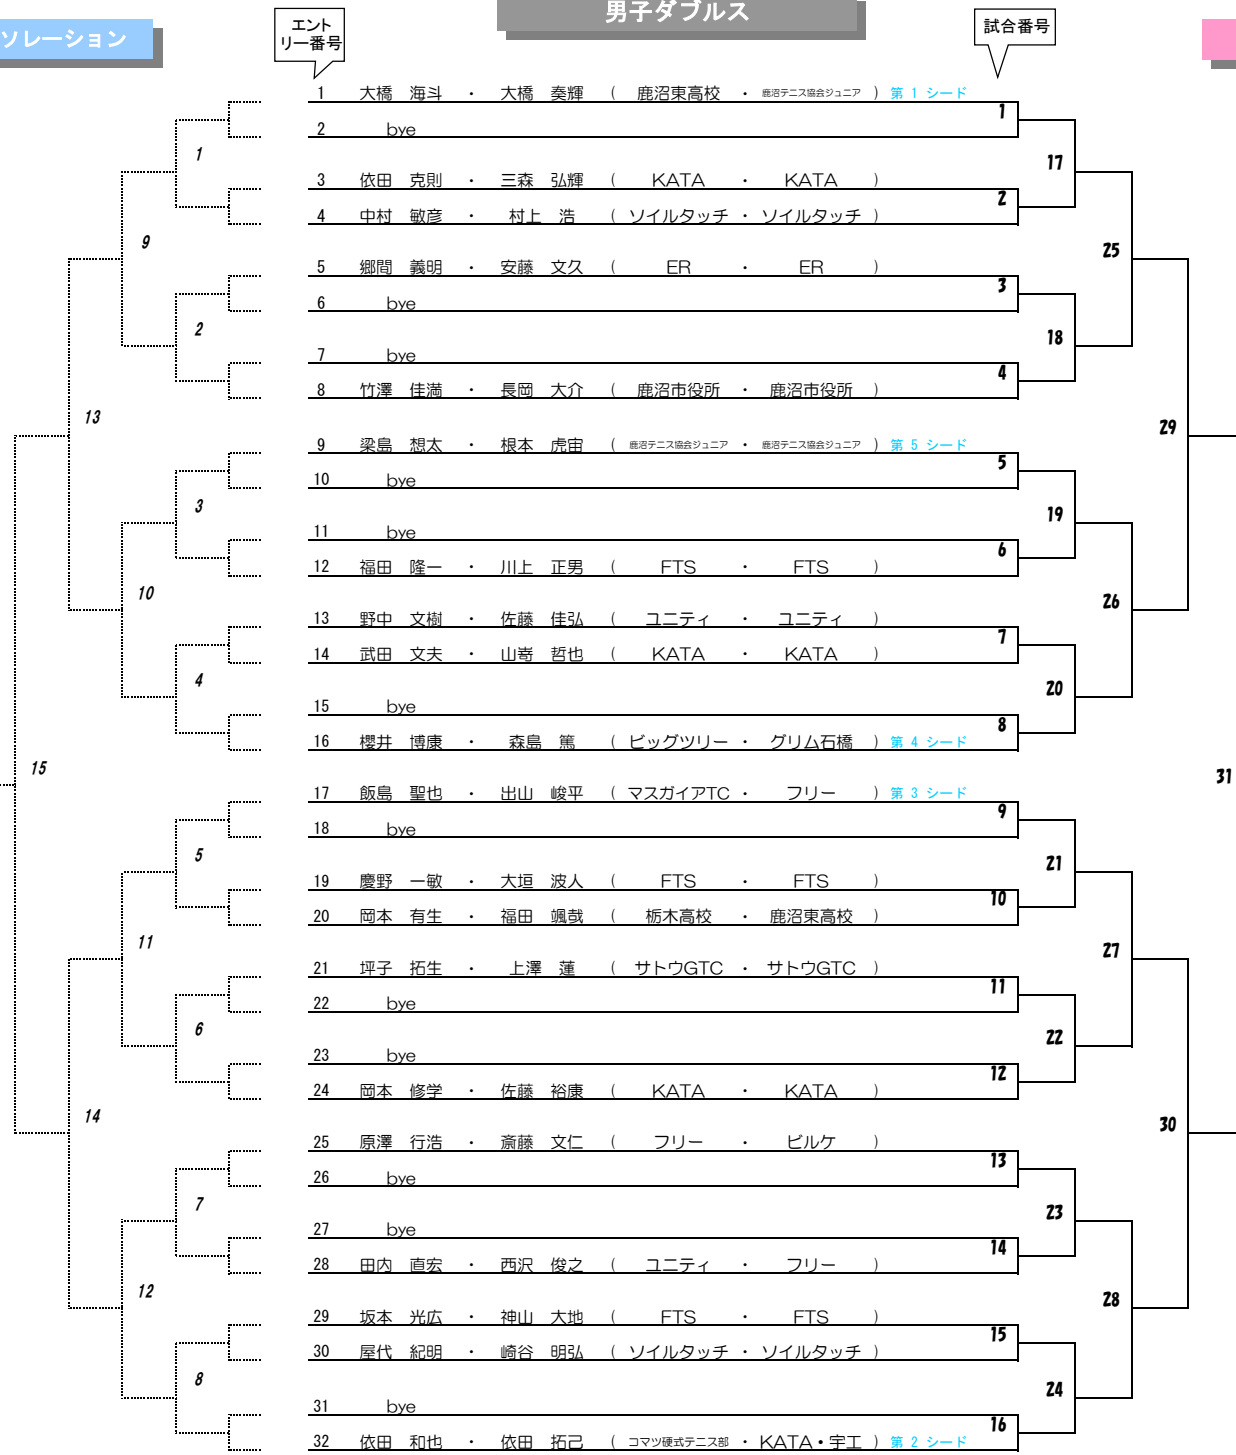 男子ダブルス
ソレーション
エント
リー番号
試合番号
1 大橋 海斗 ・ 大橋 奏輝 ( 鹿沼東高校 ・ 鹿沼テニス協会ジュニア ) 第 1 シード
1
2 bye
1
17
3 依田 克則 ・ 三森 弘輝 ( KATA ・ KATA )
2
4 中村 敏彦 ・ 村上 浩 ( ソイルタッチ ・ ソイルタッチ )
9
25
5 郷間 義明 ・ 安藤 文久 ( ER ・ ER )
3
6 bye
2
18
7 bye
4
8 竹澤 佳満 ・ 長岡 大介 ( 鹿沼市役所 ・ 鹿沼市役所 )
13
29
9 梁島 想太 ・ 根本 虎宙 ( 鹿沼テニス協会ジュニア ・ 鹿沼テニス協会ジュニア ) 第 5 シード
5
10 bye
3
19
11 bye
6
12 福田 隆一 ・ 川上 正男 ( FTS ・ FTS )
10
26
13 野中 文樹 ・ 佐藤 佳弘 ( ユニティ ・ ユニティ )
7
14 武田 文夫 ・ 山嵜 哲也 ( KATA ・ KATA )
4
20
15 bye
8
16 櫻井 博康 ・ 森島 篤 ( ビッグツリー ・ グリム石橋 ) 第 4 シード
15
31
17 飯島 聖也 ・ 出山 峻平 ( マスガイアTC ・ フリー ) 第 3 シード
9
18 bye
5
21
19 慶野 一敏 ・ 大垣 波人 ( FTS ・ FTS )
10
20 岡本 有生 ・ 福田 颯哉 ( 栃木高校 ・ 鹿沼東高校 )
11
27
21 坪子 拓生 ・ 上澤 蓮 ( サトウGTC ・ サトウGTC )
11
22 bye
6
22
23 bye
12
24 岡本 修学 ・ 佐藤 裕康 ( KATA ・ KATA )
14
30
25 原澤 行浩 ・ 斎藤 文仁 ( フリー ・ ビルケ )
13
26 bye
7
23
27 bye
14
28 田内 直宏 ・ 西沢 俊之 ( ユニティ ・ フリー )
12
28
29 坂本 光広 ・ 神山 大地 ( FTS ・ FTS )
15
30 屋代 紀明 ・ 崎谷 明弘 ( ソイルタッチ ・ ソイルタッチ )
8
24
31 bye
16
32 依田 和也 ・ 依田 拓己 ( コマツ硬式テニス部 ・ KATA・宇工 ) 第 2 シード